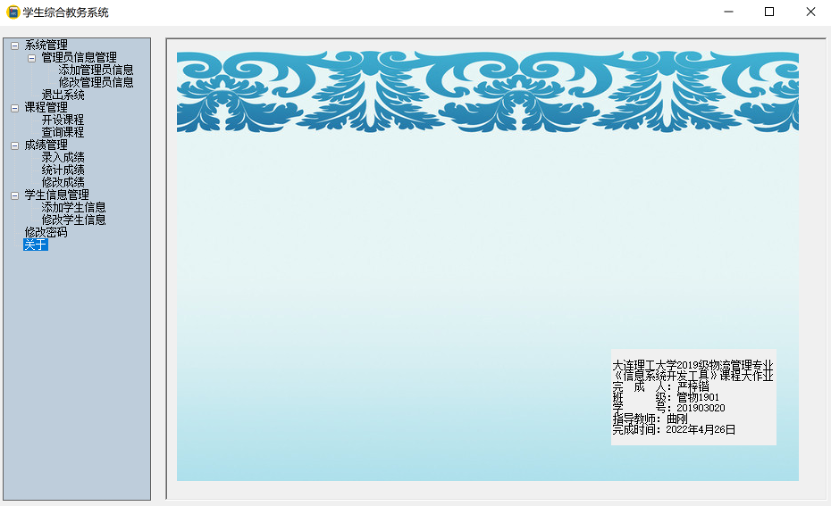 学生综合教务系统
系统管理
管理员信息管理
添加管理员信息
修改管理员信息
退出系统
课程管理
开设课程
查询课程
成绩管理
录入成绩
统计成绩
修改成绩
学生信息管理
添加学生信息
修改学生信息
修改密码
关于
大连理工大学2019级物流管理专业
《信息系统开发工具》课程大作业
完 成 人：严梓锴
班 级：管物1901
学 号：201903020
指导教师：曲刚
完成时间：2022年4月26日